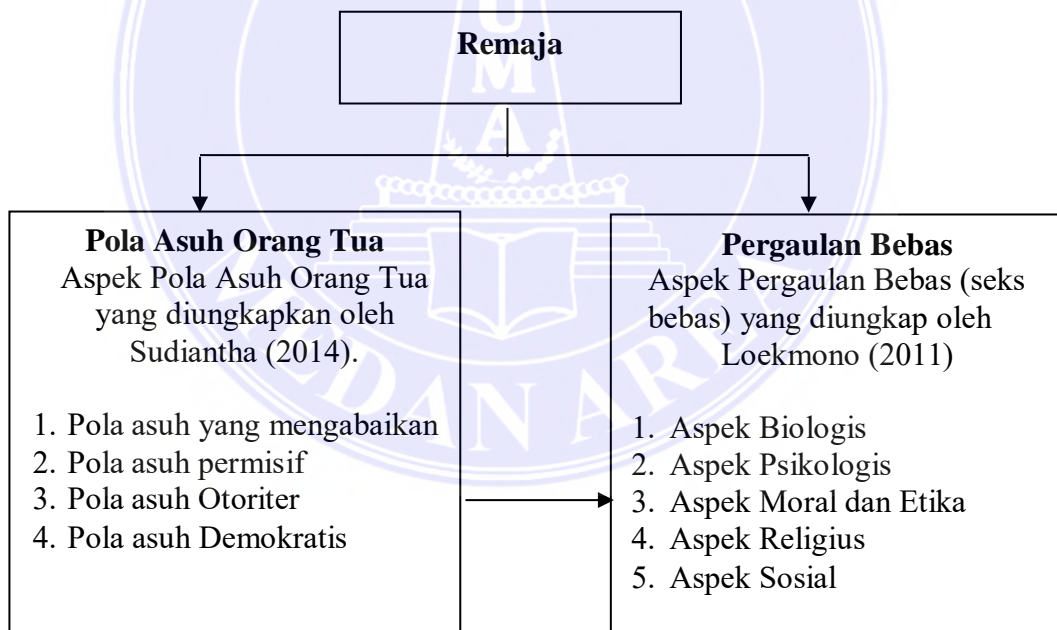 Remaja
Pola Asuh Orang Tua
Aspek Pola Asuh Orang Tua
yang diungkapkan oleh
Sudiantha (2014).
1. Pola asuh yang mengabaikan
2. Pola asuh permisif
3. Pola asuh Otoriter
4. Pola asuh Demokratis
Pergaulan Bebas
Aspek Pergaulan Bebas (seks
bebas) yang diungkap oleh
Loekmono (2011)
1. Aspek Biologis
2. Aspek Psikologis
3. Aspek Moral dan Etika
4. Aspek Religius
5. Aspek Sosial
UMA
MEDAN AREA